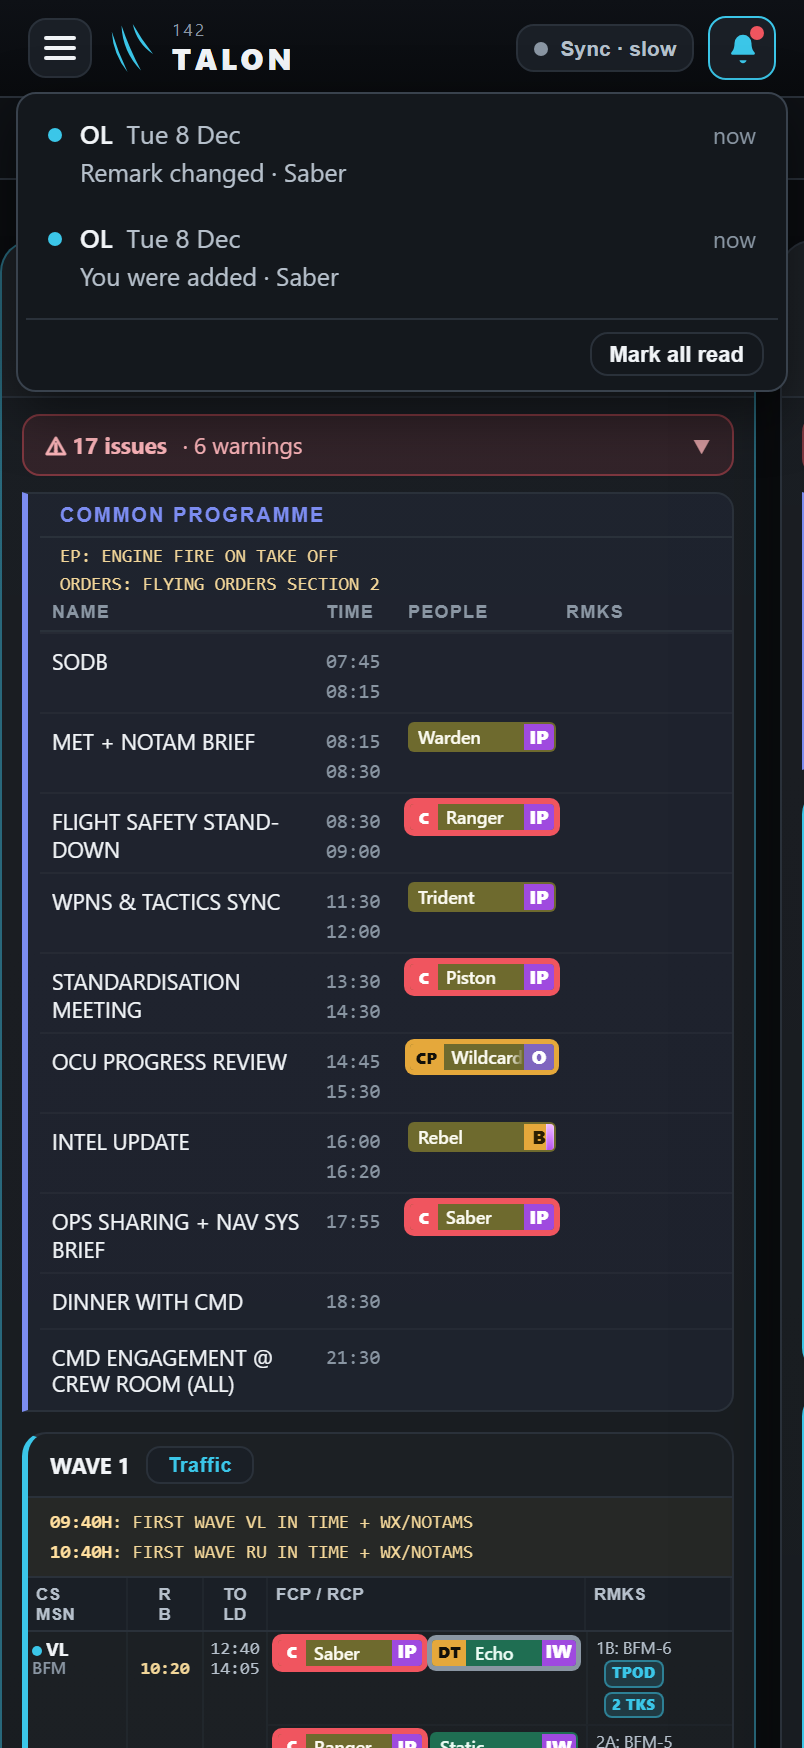 142
TALON
Sync · slow
OL Tue 8 Dec now
Remark changed · Saber
OL Tue 8 Dec now
You were added · Saber
Mark all read
17 issues · 6 warnings
COMMON PROGRAMME
EP: ENGINE FIRE ON TAKE OFF
ORDERS: FLYING ORDERS SECTION 2
NAME TIME PEOPLE RMKS
SODB 07:45
08:15
MET + NOTAM BRIEF 08:15 Warden IP
08:30
FLIGHT SAFETY STAND- 08:30 C Ranger IP
DOWN 09:00
WPNS & TACTICS SYNC 11:30 Trident IP
12:00
STANDARDISATION 13:30 C Piston IP
MEETING 14:30
OCU PROGRESS REVIEW 14:45 CP Wildcard O
15:30
INTEL UPDATE 16:00 Rebel B
16:20
OPS SHARING + NAV SYS 17:55 C Saber IP
BRIEF
DINNER WITH CMD 18:30
CMD ENGAGEMENT @ 21:30
CREW ROOM (ALL)
WAVE 1 Traffic
09:40H: FIRST WAVE VL IN TIME + WX/NOTAMS
10:40H: FIRST WAVE RU IN TIME + WX/NOTAMS
CS R TO FCP / RCP RMKS
MSN B LD
VL 12:40 C Saber IP DT Echo IW 1B: BFM-6
BFM 10:20 14:05 TPOD
2 TKS
C Ranger IP Static IW 2A: BFM-5